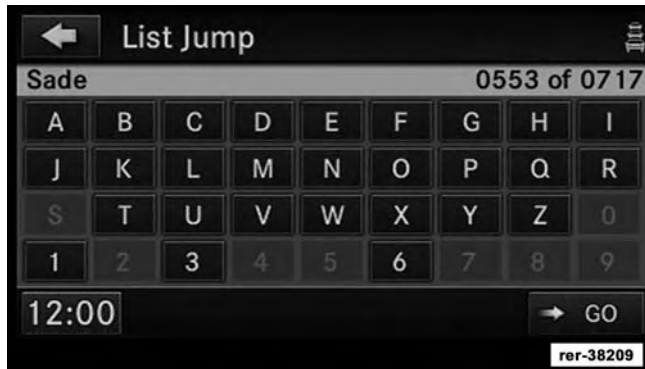 List Jump
Sade 0553 of 0717
A B C D E F G H I
J K L M N O P Q R
S T U V W X Y Z 0
1 2 3 4 5 6 7 8 9
12:00 GO
rer-38209